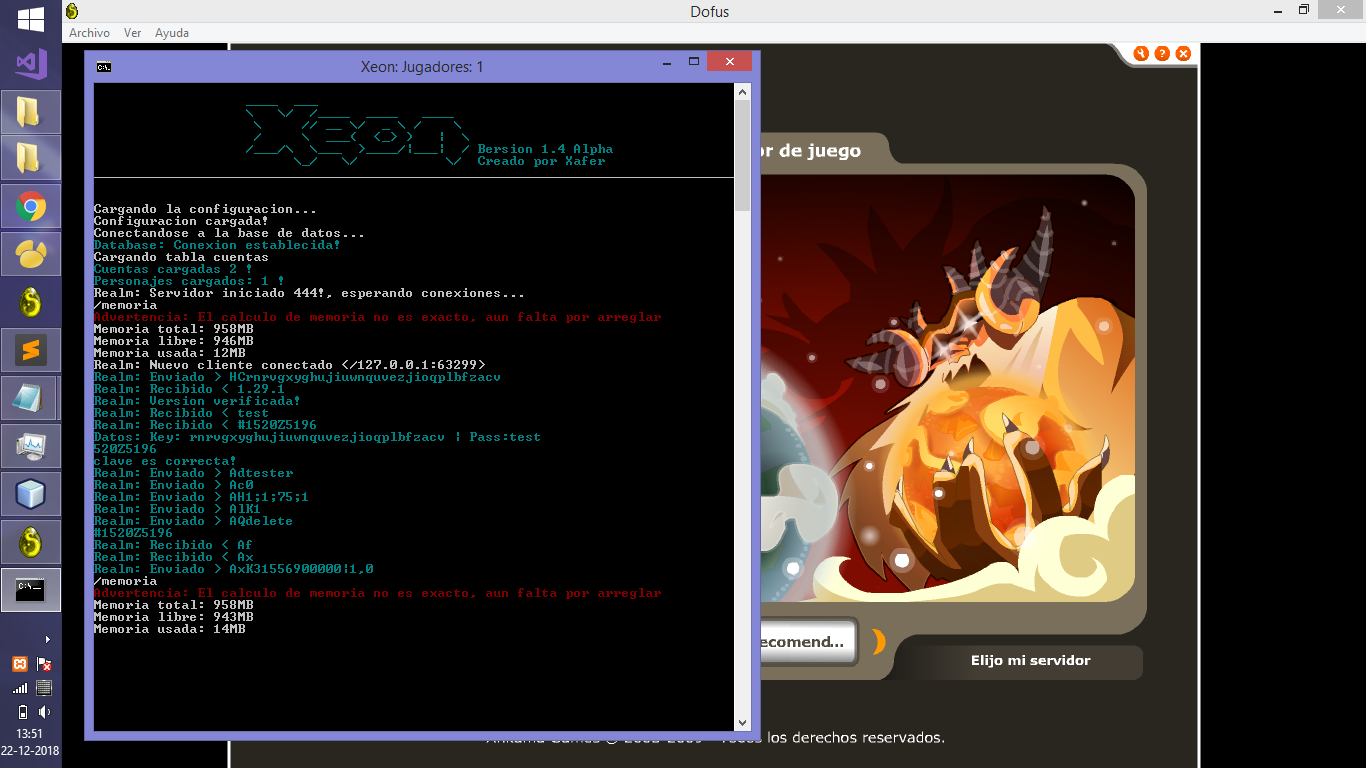 Dofus
Archivo Ver Ayuda
Xeon: Jugadores: 1
Xeon
Bersion 1.4 Alpha
Creado por Xafer
Cargando la configuracion...
Configuracion cargada!
Conectandose a la base de datos...
Database: Conexion establecida!
Cargando tabla cuentas
Cuentas cargadas 2 !
Personajes cargados: 1 !
Realm: Servidor iniciado 444!, esperando conexiones...
/memoria
Advertencia: El calculo de memoria no es exacto. aun falta por arreglar
Memoria total: 958MB
Memoria libre: 946MB
Memoria usada: 12MB
Realm: Nuevo cliente conectado </127.0.0.1:63299>
Realm: Enviado > HCrnrvgxyghujiuwnquvezjioqplbfzacv
Realm: Recibido < 1.29.1
Realm: Version verificada!
Realm: Recibido < test
Realm: Recibido < #1520Z5196
Datos: Key: rnrvgxyghujiuwnquvezjioqplbfzacv | Pass:test
520Z5196
clave es correcta!
Realm: Enviado > Adtester
Realm: Enviado > Ac0
Realm: Enviado > AH1;1;75;1
Realm: Enviado > AlK1
Realm: Enviado > AQdelete
#1520Z5196
Realm: Recibido < Af
Realm: Recibido < Ax
Realm: Enviado > AxK31556900000|1,0
/memoria
Advertencia: El calculo de memoria no es exacto. aun falta por arreglar
Memoria total: 958MB
Memoria libre: 943MB
Memoria usada: 14MB
or de juego
ecomend...
Elijo mi servidor
los derechos reservados.
13:51
22-12-2018